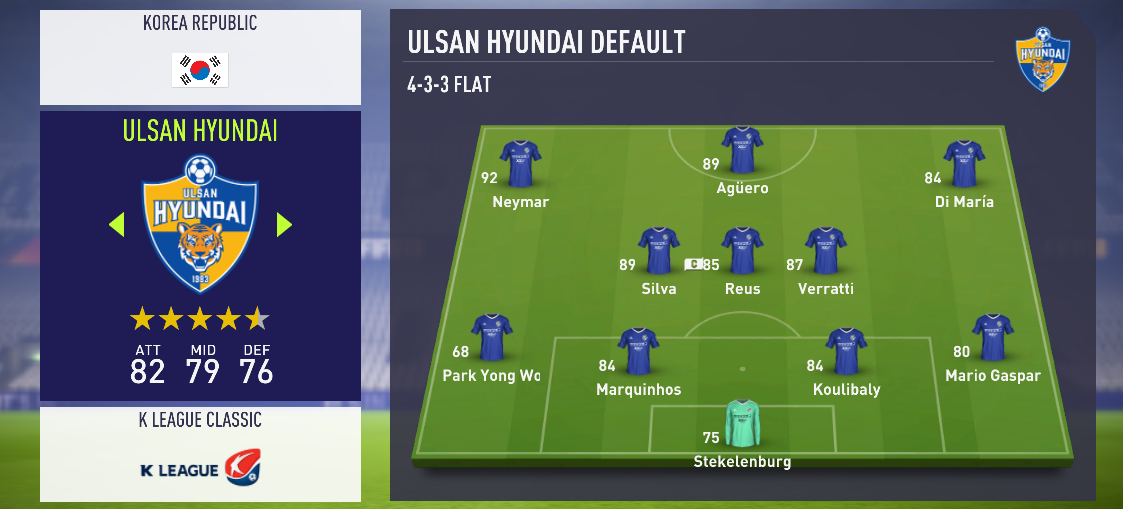 KOREA REPUBLIC
ULSAN HYUNDAI
ULSAN
HYUNDAI
1983
ATT MID DEF
82 79 76
K LEAGUE CLASSIC
K LEAGUE
ULSAN HYUNDAI DEFAULT
ULSAN
HYUNDAI
4-3-3 FLAT
92
Neymar
89
Agüero
84
Di María
89
Silva
C
85
Reus
87
Verratti
68
Park Yong Wo
84
Marquinhos
84
Koulibaly
80
Mario Gaspar
75
Stekelenburg